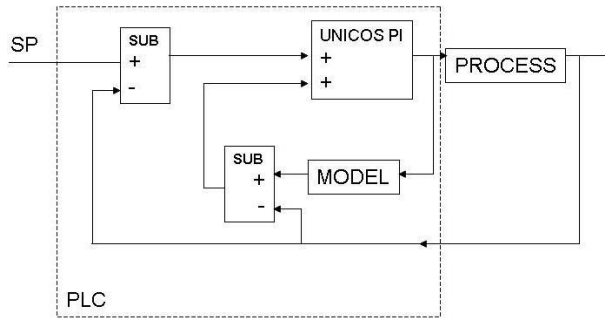 SP
SUB
+
-
UNICOS PI
+
+
PROCESS
SUB
+
-
MODEL
PLC